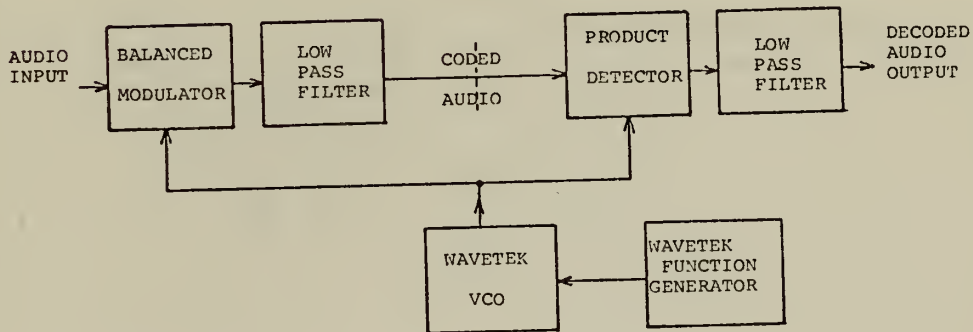 AUDIO
INPUT
BALANCED
MODULATOR
LOW
PASS
FILTER
CODED
AUDIO
PRODUCT
DETECTOR
LOW
PASS
FILTER
DECODED
AUDIO
OUTPUT
WAVETEK
VCO
WAVETEK
FUNCTION
GENERATOR